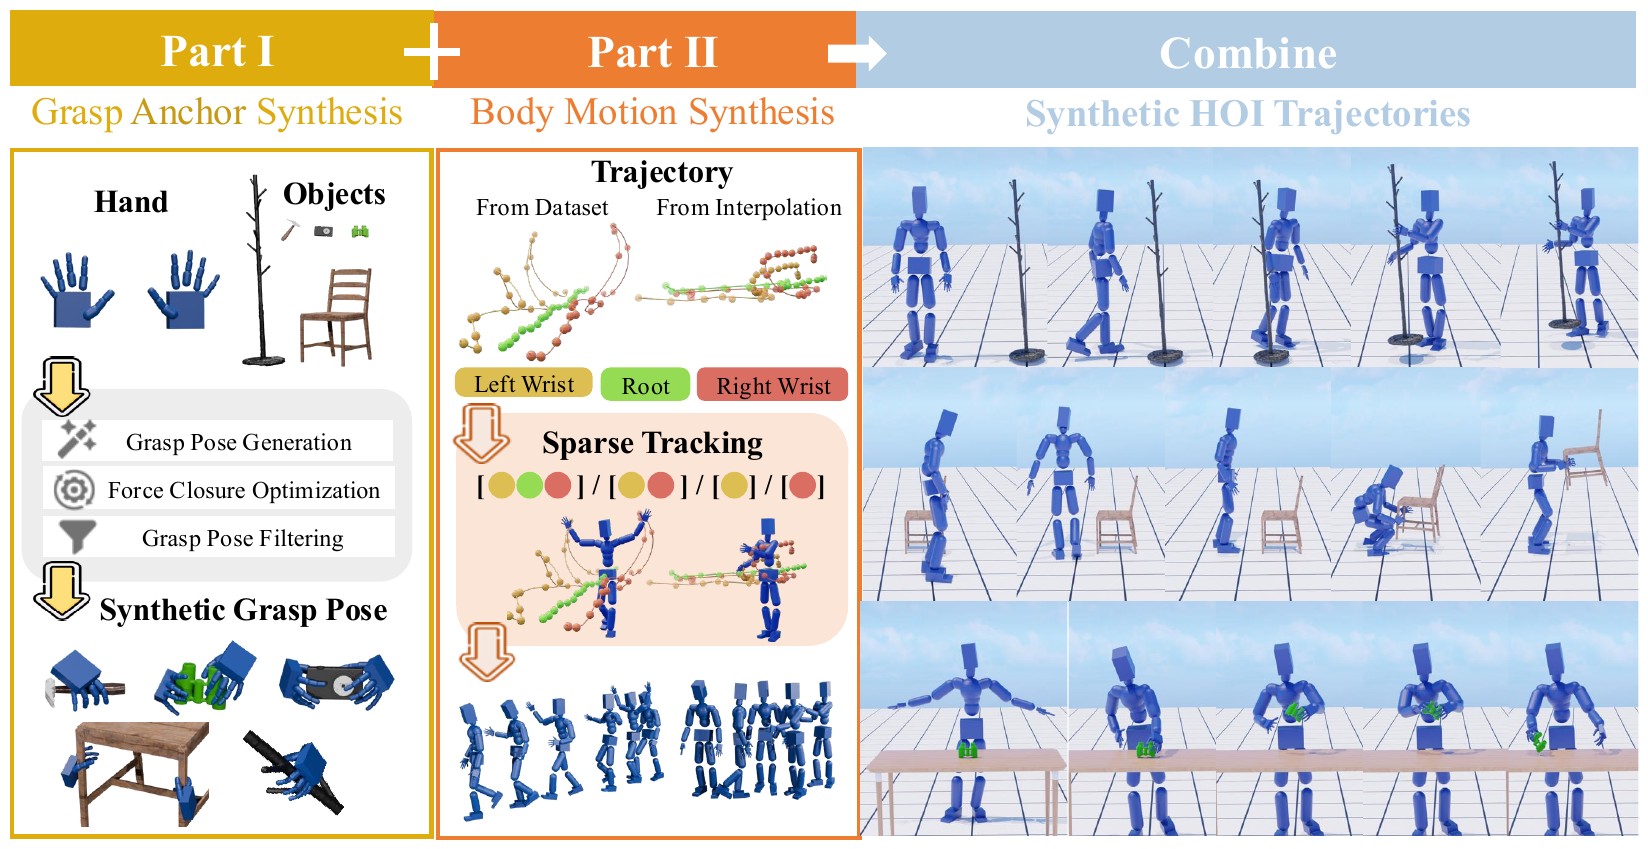 Part I
Part II
Combine
Grasp Anchor Synthesis
Body Motion Synthesis
Synthetic HOI Trajectories
Hand
Objects
Grasp Pose Generation
Force Closure Optimization
Grasp Pose Filtering
Synthetic Grasp Pose
Trajectory
From Dataset
From Interpolation
Left Wrist
Root
Right Wrist
Sparse Tracking
[ ] / [ ] / [ ] / [ ]